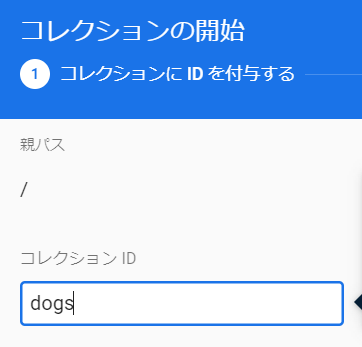 コレクションの開始
1 コレクションに ID を付与する
親パス
/
コレクション ID
dogs